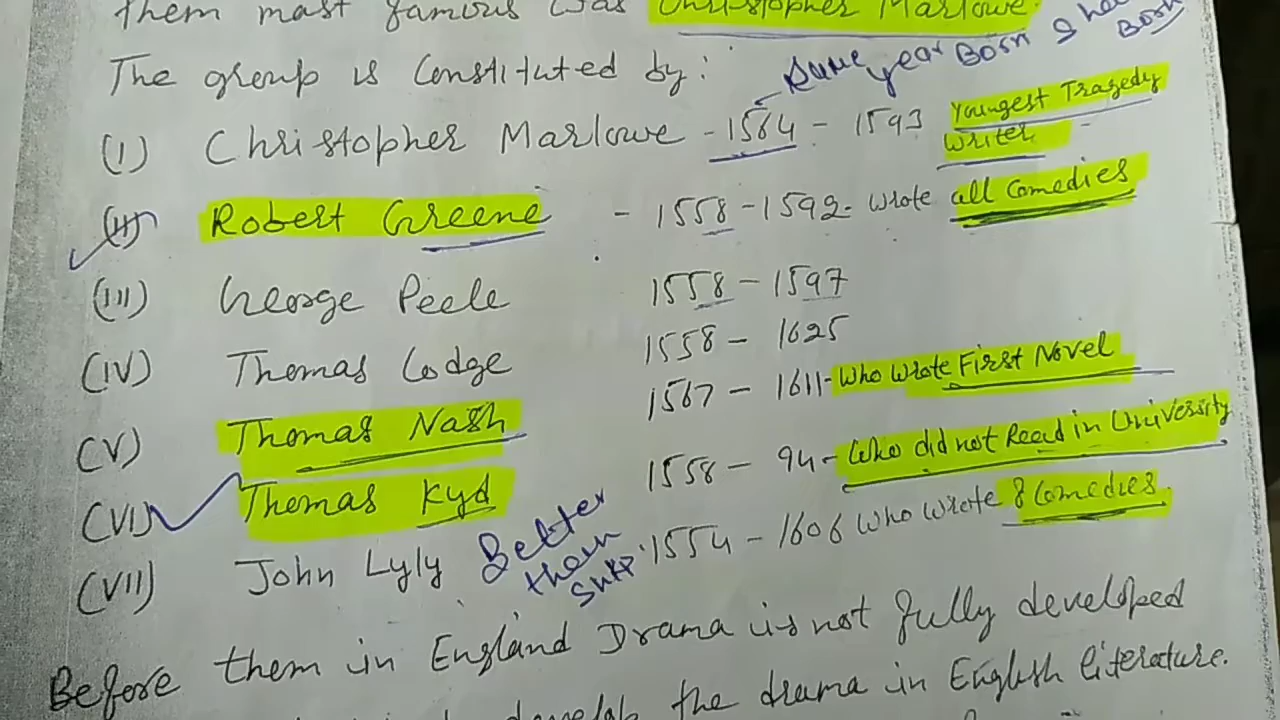 them most famous was Christopher Marlowe.
The group is Constituted by:
Same year Born & he Born
(I) Christopher Marlowe - 1564 - 1593 Youngest Tragedy
Writer
(II) Robert Greene - 1558 - 1592 - wrote all Comedies
(III) George Peele 1558 - 1597
(IV) Thomas Lodge 1558 - 1625
(V) Thomas Nash 1567 - 1611 - Who wrote First Novel
(VI) Thomas Kyd 1558 - 94 - Who did not Read in University
(VII) John Lyly 1554 - 1606 Who wrote 8 Comedies.
Better
them
Before them in England Drama is not fully developed
the drama in English literature.